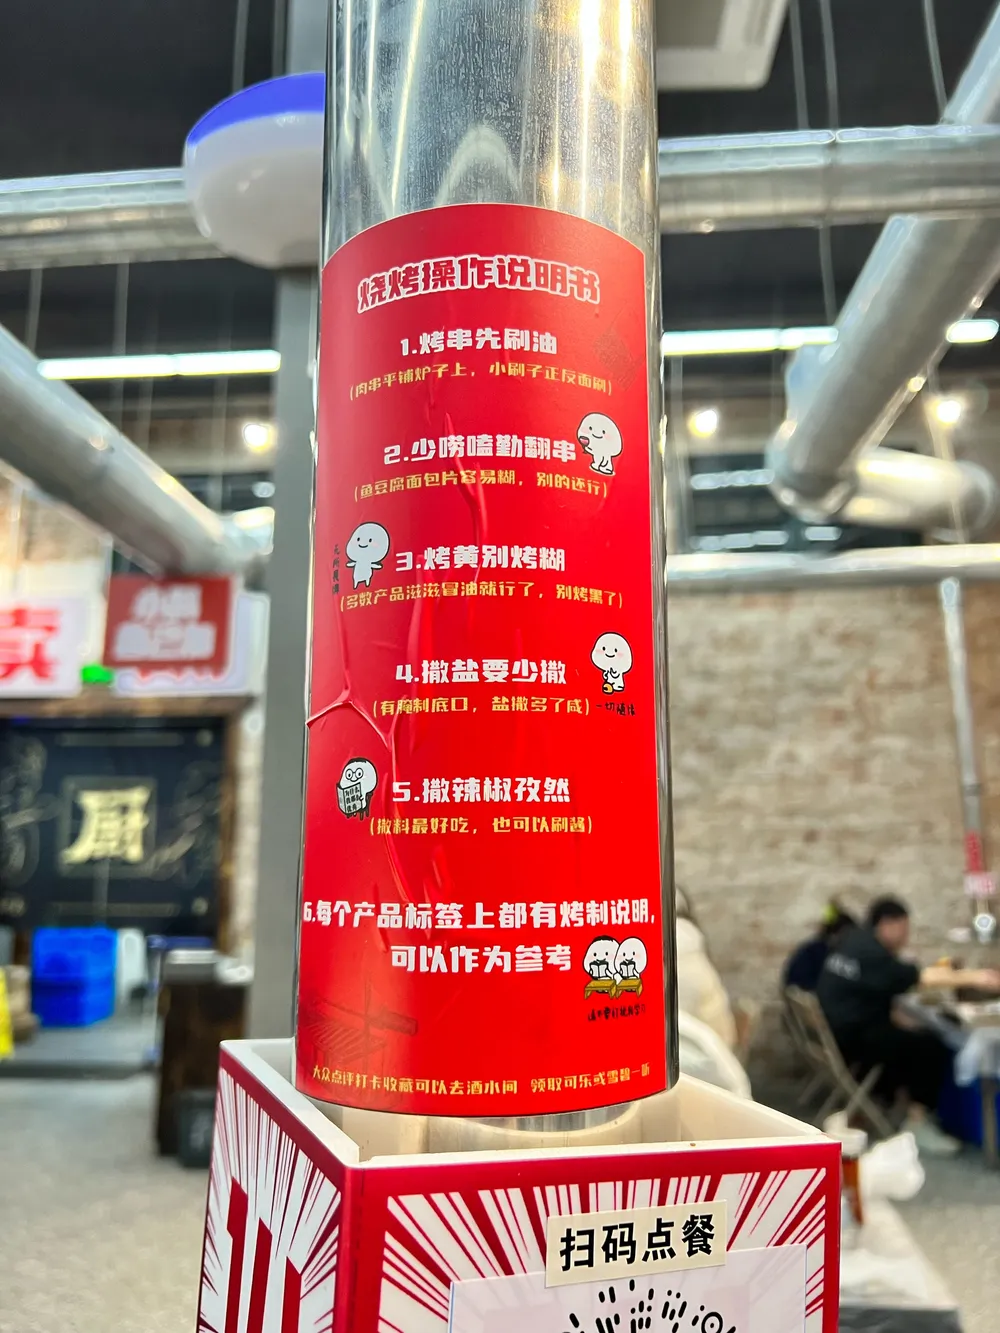 烧烤操作说明书
1.烤串先刷油
(肉串平铺炉子上，小刷子正反面刷)
2.少唠嗑勤翻串
(鱼豆腐面包片容易糊，别的还行)
3.烤黄别烤糊
(多数产品滋滋冒油就行了，别烤黑了)
4.撒盐要少撒
(有腌制底口，盐撒多了咸)
5.撒辣椒孜然
(撒料最好吃，也可以刷酱)
6.每个产品标签上都有烤制说明，
可以作为参考
大众点评打卡收藏可以去酒水间 领取可乐或雪碧一听
扫码点餐
厨